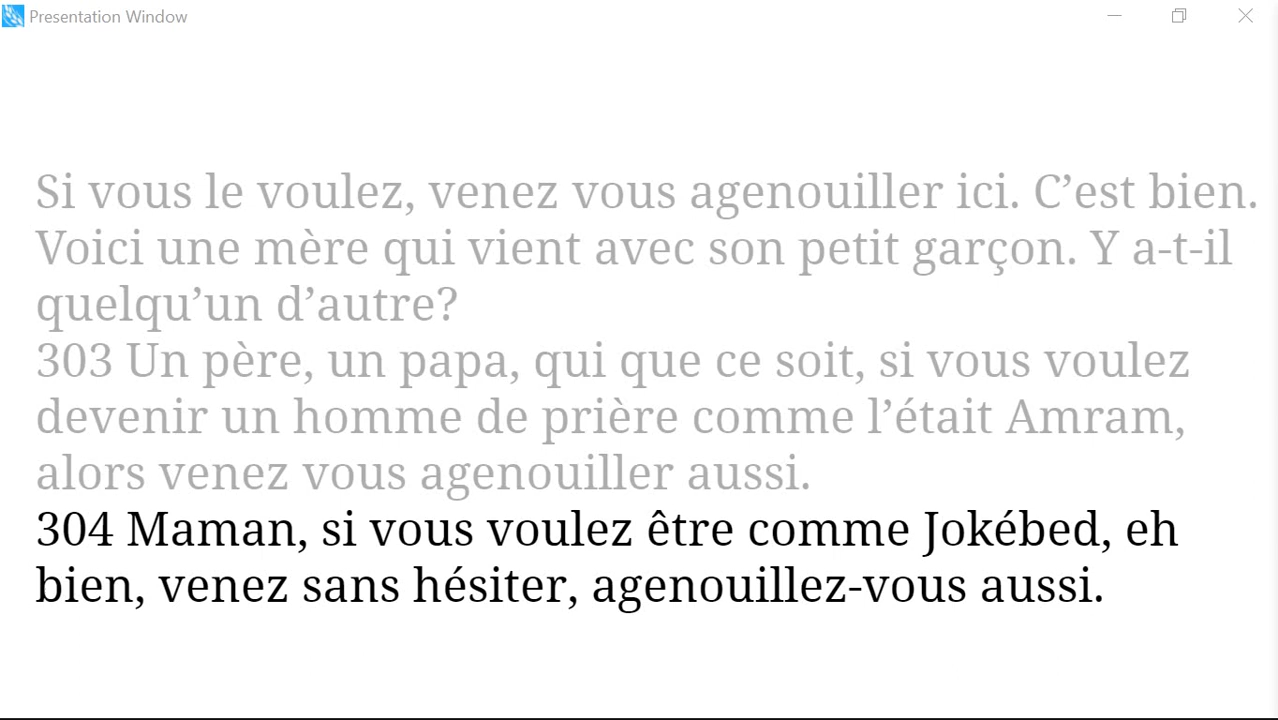 Presentation Window
Si vous le voulez, venez vous agenouiller ici. C’est bien.
Voici une mère qui vient avec son petit garçon. Y a-t-il
quelqu’un d’autre?
303 Un père, un papa, qui que ce soit, si vous voulez
devenir un homme de prière comme l’était Amram,
alors venez vous agenouiller aussi.
304 Maman, si vous voulez être comme Jokébed, eh
bien, venez sans hésiter, agenouillez-vous aussi.